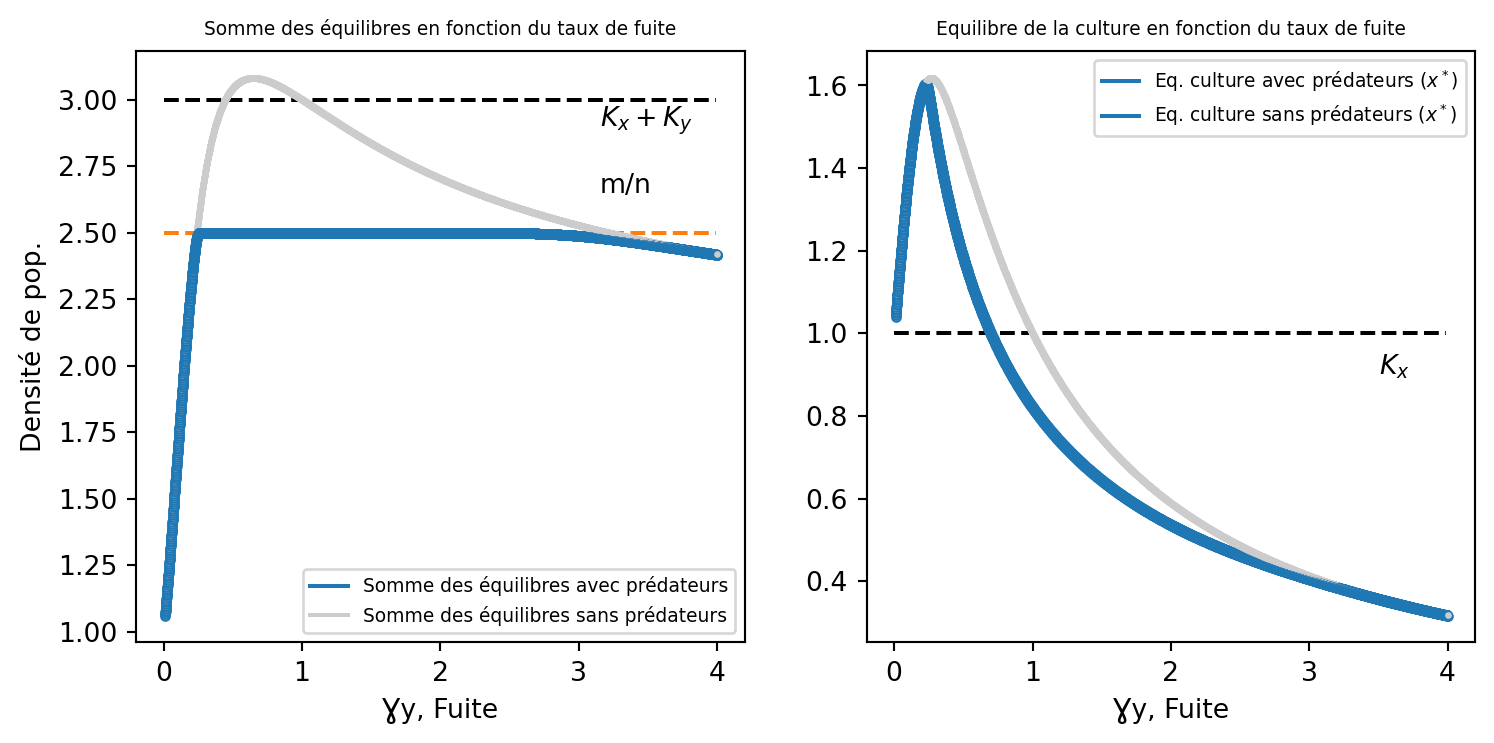 Somme des équilibres en fonction du taux de fuite
Densité de pop.
3.00
2.75
2.50
2.25
2.00
1.75
1.50
1.25
1.00
K_x + K_y
m/n
Somme des équilibres avec prédateurs
Somme des équilibres sans prédateurs
0 1 2 3 4
Ɣy, Fuite
Equilibre de la culture en fonction du taux de fuite
1.6
1.4
1.2
1.0
0.8
0.6
0.4
Eq. culture avec prédateurs (x*)
Eq. culture sans prédateurs (x*)
K_x
0 1 2 3 4
Ɣy, Fuite